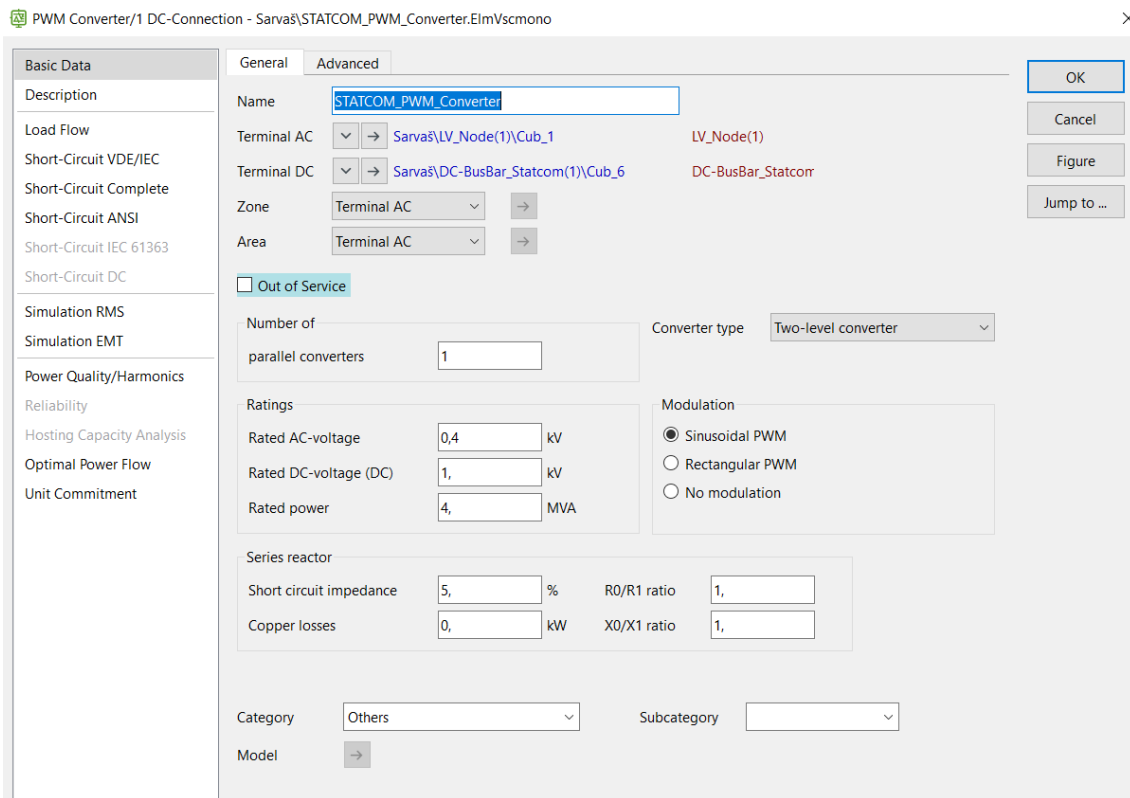 PWM Converter/1 DC-Connection - Sarvaš\STATCOM_PWM_Converter.ElmVscmono
Basic Data
Description
Load Flow
Short-Circuit VDE/IEC
Short-Circuit Complete
Short-Circuit ANSI
Short-Circuit IEC 61363
Short-Circuit DC
Simulation RMS
Simulation EMT
Power Quality/Harmonics
Reliability
Hosting Capacity Analysis
Optimal Power Flow
Unit Commitment
General Advanced
Name STATCOM_PWM_Converter
Terminal AC Sarvaš\LV_Node(1)\Cub_1 LV_Node(1)
Terminal DC Sarvaš\DC-BusBar_Statcom(1)\Cub_6 DC-BusBar_Statcom
Zone Terminal AC
Area Terminal AC
Out of Service
Number of
parallel converters 1
Converter type Two-level converter
Ratings
Rated AC-voltage 0,4 kV
Rated DC-voltage (DC) 1, kV
Rated power 4, MVA
Modulation
Sinusoidal PWM
Rectangular PWM
No modulation
Series reactor
Short circuit impedance 5, % R0/R1 ratio 1,
Copper losses 0, kW X0/X1 ratio 1,
Category Others Subcategory
Model
OK
Cancel
Figure
Jump to ...